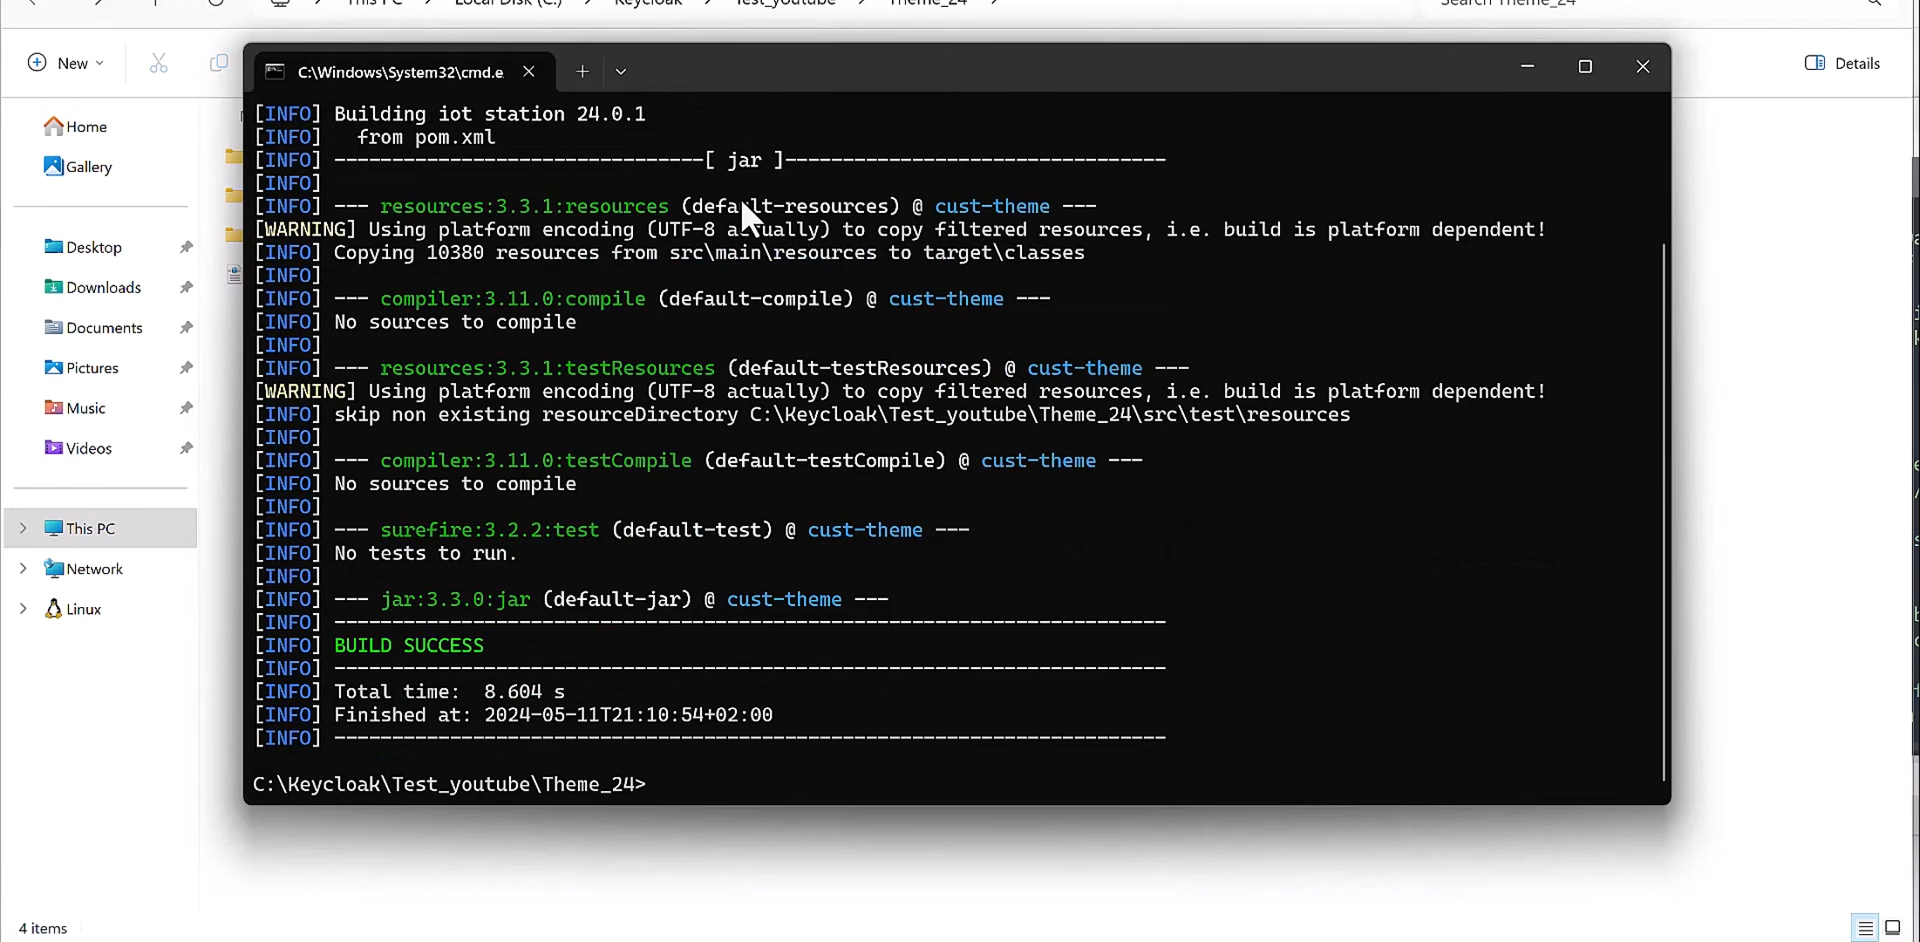 This PC
Local Disk (C:)
Keycloak
Test_youtube
Theme_24
Search Theme_24
New
Details
Home
Gallery
Desktop
Downloads
Documents
Pictures
Music
Videos
This PC
Network
Linux
4 items
C:\Windows\System32\cmd.e
[INFO] Building iot station 24.0.1
[INFO]   from pom.xml
[INFO] --------------------------------[ jar ]---------------------------------
[INFO]
[INFO] --- resources:3.3.1:resources (default-resources) @ cust-theme ---
[WARNING] Using platform encoding (UTF-8 actually) to copy filtered resources, i.e. build is platform dependent!
[INFO] Copying 10380 resources from src\main\resources to target\classes
[INFO]
[INFO] --- compiler:3.11.0:compile (default-compile) @ cust-theme ---
[INFO] No sources to compile
[INFO]
[INFO] --- resources:3.3.1:testResources (default-testResources) @ cust-theme ---
[WARNING] Using platform encoding (UTF-8 actually) to copy filtered resources, i.e. build is platform dependent!
[INFO] skip non existing resourceDirectory C:\Keycloak\Test_youtube\Theme_24\src\test\resources
[INFO]
[INFO] --- compiler:3.11.0:testCompile (default-testCompile) @ cust-theme ---
[INFO] No sources to compile
[INFO]
[INFO] --- surefire:3.2.2:test (default-test) @ cust-theme ---
[INFO] No tests to run.
[INFO]
[INFO] --- jar:3.3.0:jar (default-jar) @ cust-theme ---
[INFO] ------------------------------------------------------------------------
[INFO] BUILD SUCCESS
[INFO] ------------------------------------------------------------------------
[INFO] Total time:  8.604 s
[INFO] Finished at: 2024-05-11T21:10:54+02:00
[INFO] ------------------------------------------------------------------------
C:\Keycloak\Test_youtube\Theme_24>